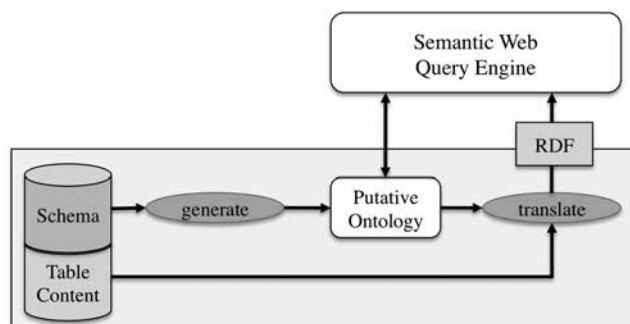 Semantic Web
Query Engine
RDF
Schema
generate
Putative
Ontology
translate
Table
Content